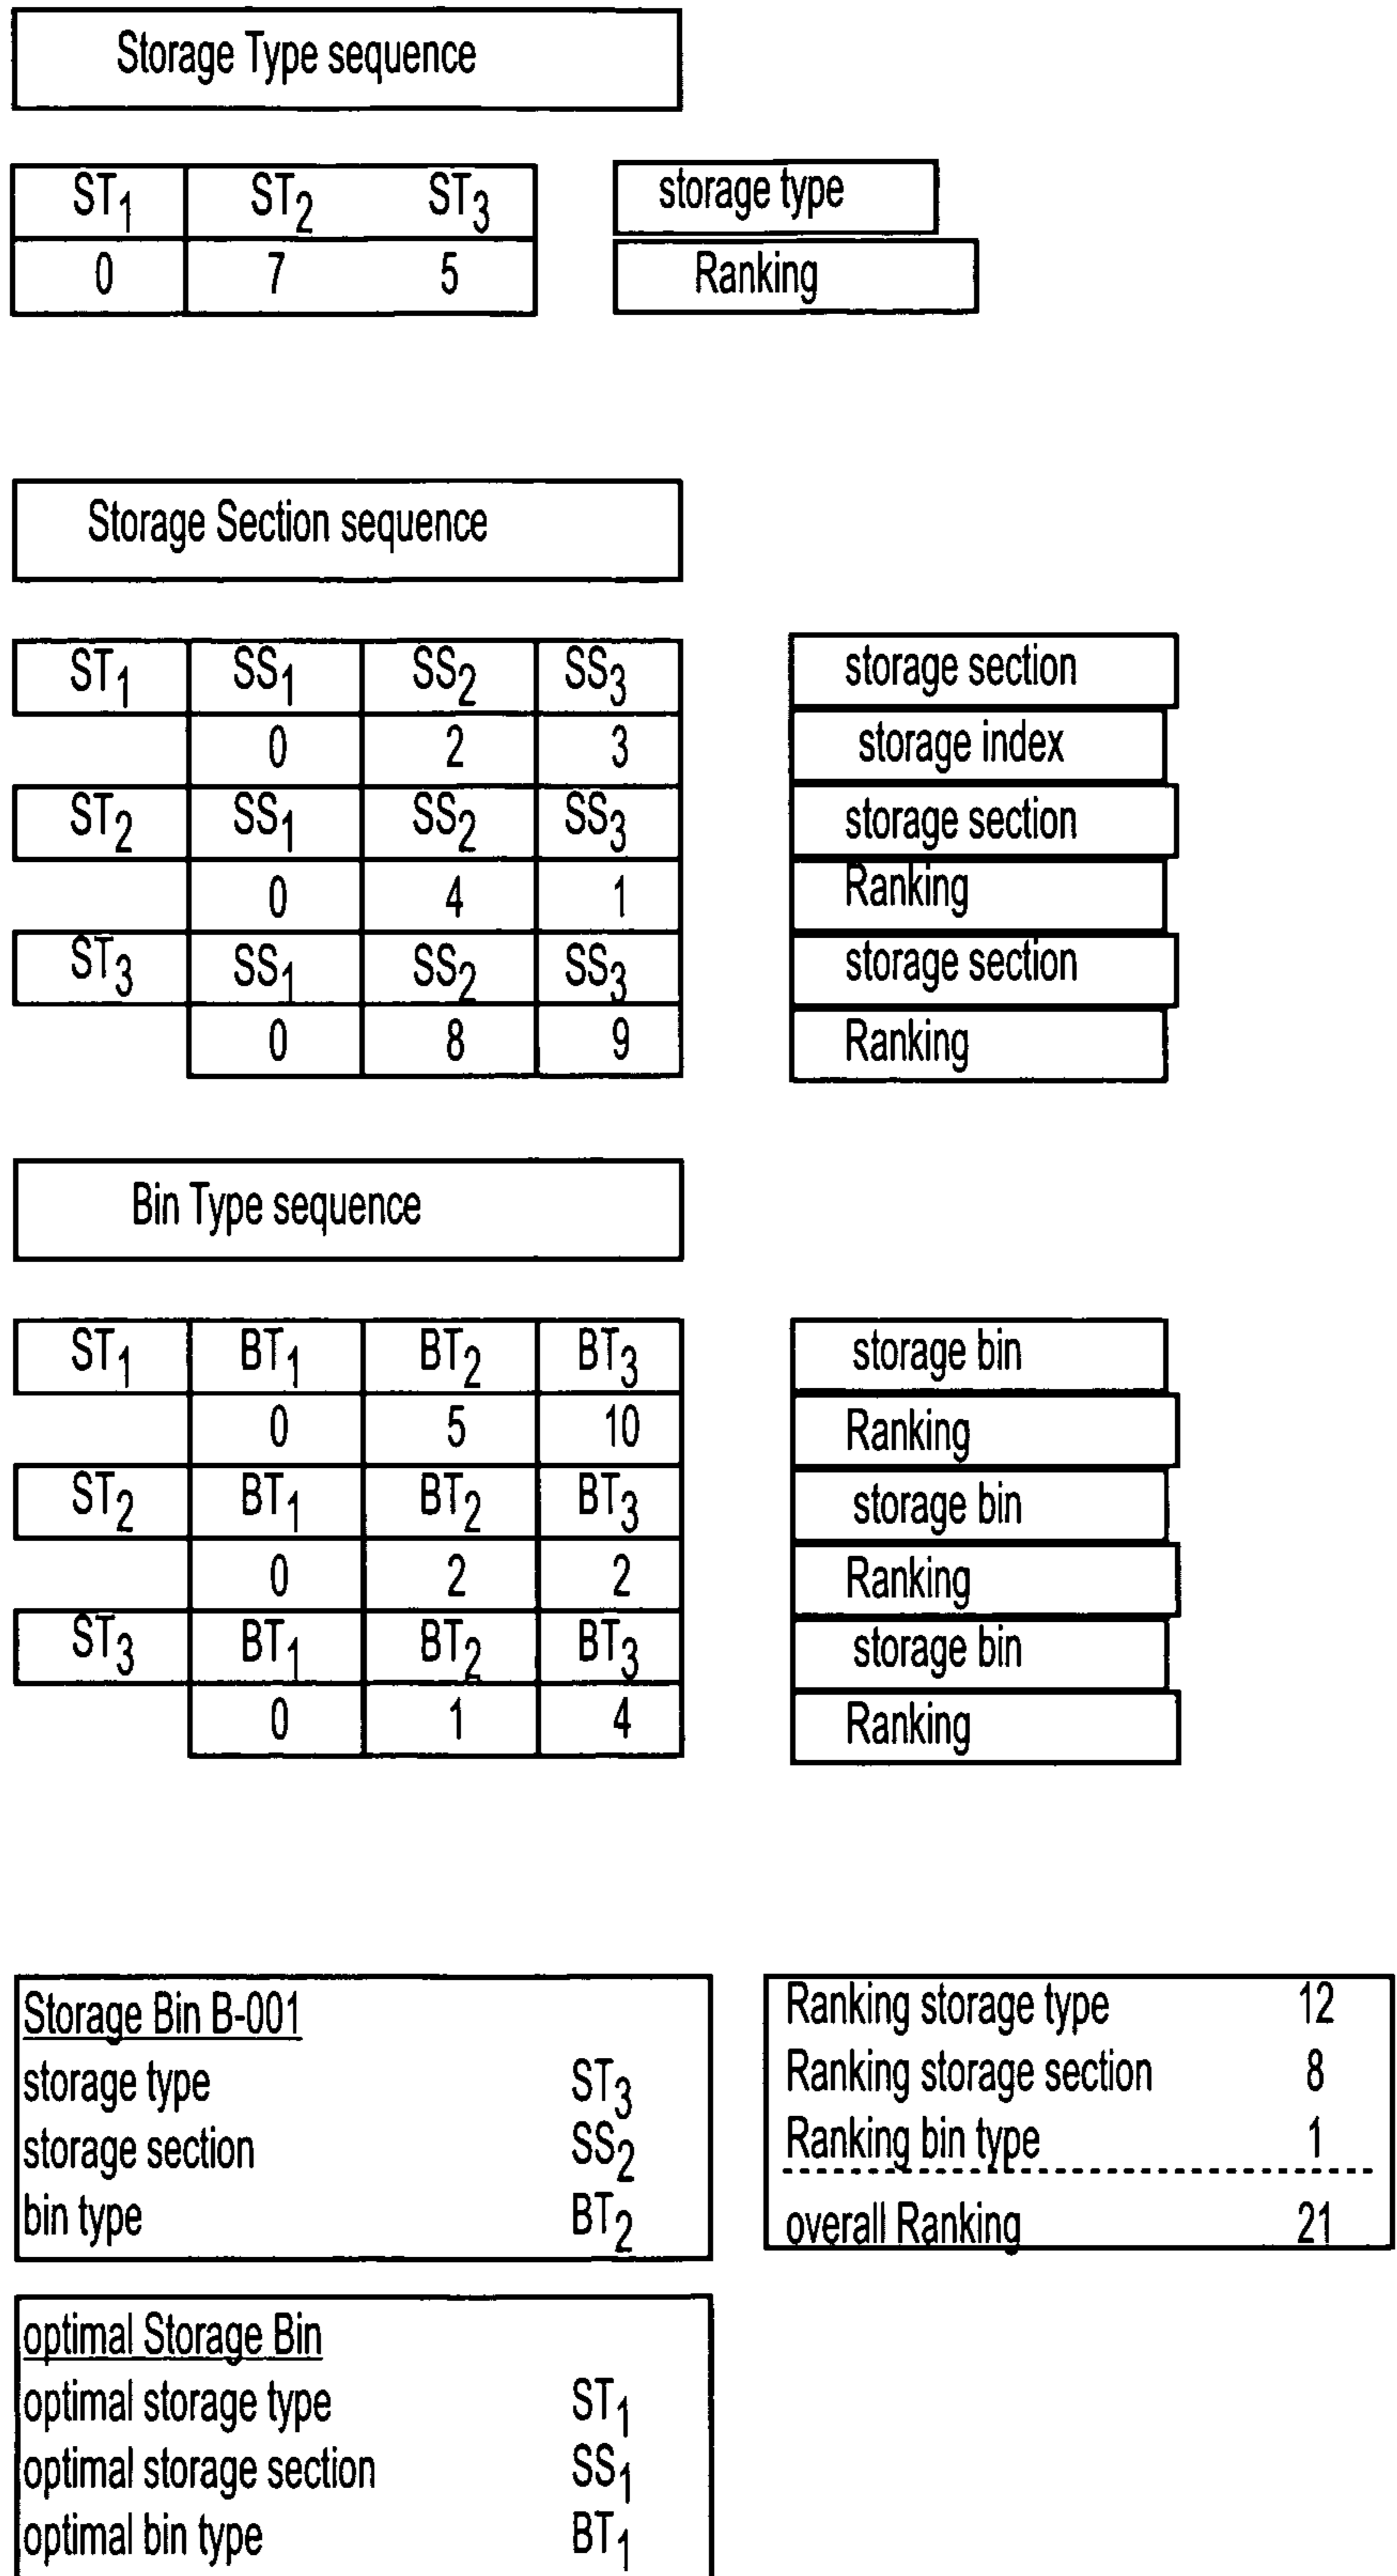 Storage Type sequence
ST1 ST2 ST3 storage type
0 7 5 Ranking
Storage Section sequence
ST1 SS1 SS2 SS3 storage section
0 2 3 storage index
ST2 SS1 SS2 SS3 storage section
0 4 1 Ranking
ST3 SS1 SS2 SS3 storage section
0 8 9 Ranking
Bin Type sequence
ST1 BT1 BT2 BT3 storage bin
0 5 10 Ranking
ST2 BT1 BT2 BT3 storage bin
0 2 2 Ranking
ST3 BT1 BT2 BT3 storage bin
0 1 4 Ranking
Storage Bin B-001
storage type ST3
storage section SS2
bin type BT2
Ranking storage type 12
Ranking storage section 8
Ranking bin type 1
overall Ranking 21
optimal Storage Bin
optimal storage type ST1
optimal storage section SS1
optimal bin type BT1